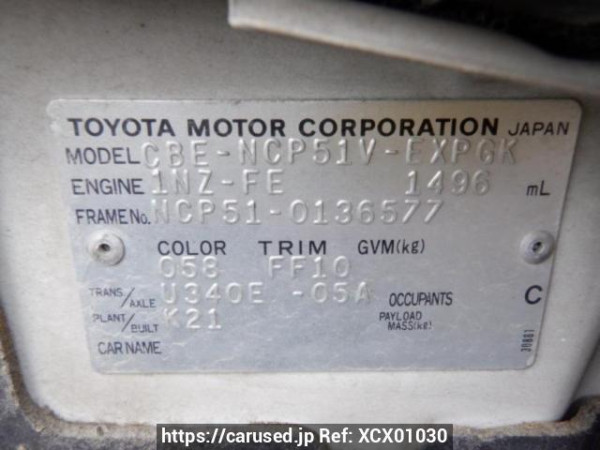 TOYOTA MOTOR CORPORATION JAPAN
MODEL CBE-NCP51V-EXPGK
ENGINE 1NZ-FE 1496 mL
FRAME No. NCP51-0136577
COLOR TRIM GVM(kg)
058 FF10
TRANS/AXLE U340E -05A OCCUPANTS C
PLANT/BUILT K21 PAYLOAD MASS(kg)
CAR NAME
30881
https://carused.jp Ref: XCX01030